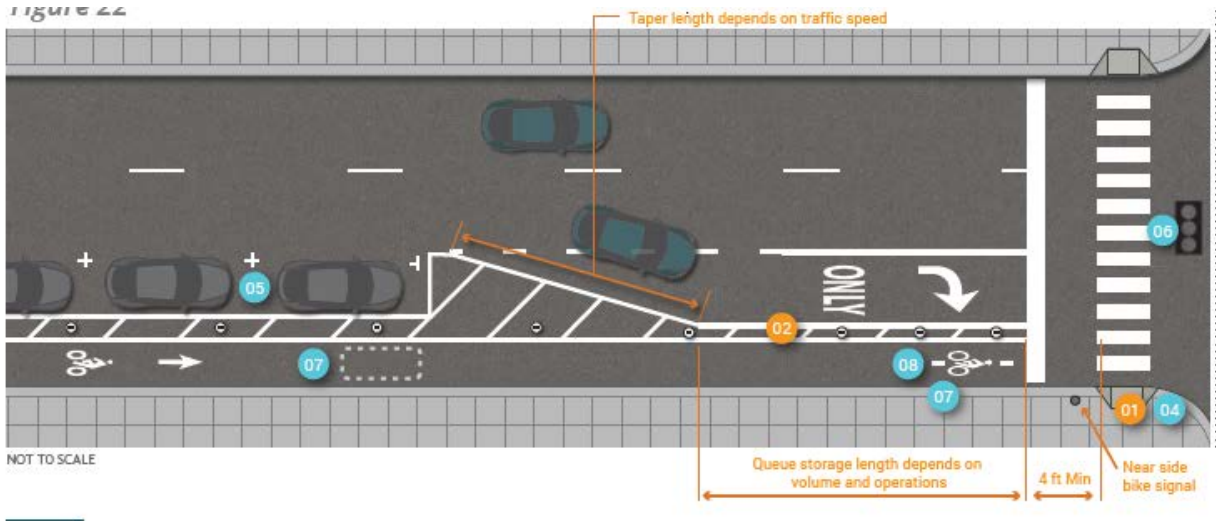 Figure 22
Taper length depends on traffic speed
05
06
ONLY
02
07
08
07
01
04
NOT TO SCALE
Queue storage length depends on
volume and operations
4 ft Min
Near side
bike signal